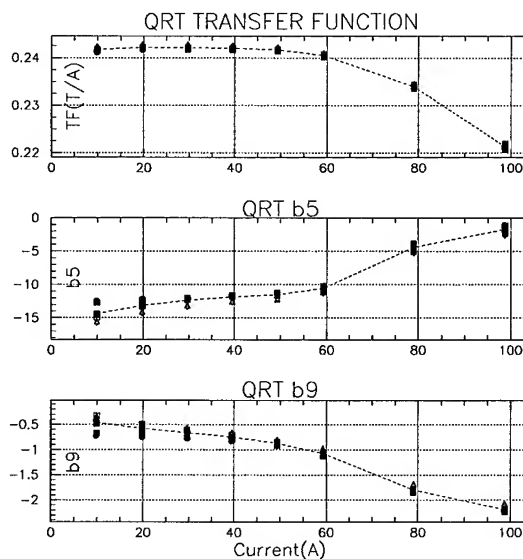 QRT TRANSFER FUNCTION
TF(T/A)
0.24
0.23
0.22
0 20 40 60 80 100
QRT b5
b5
0
-5
-10
-15
0 20 40 60 80 100
QRT b9
b9
-0.5
-1
-1.5
-2
0 20 40 60 80 100
Current(A)